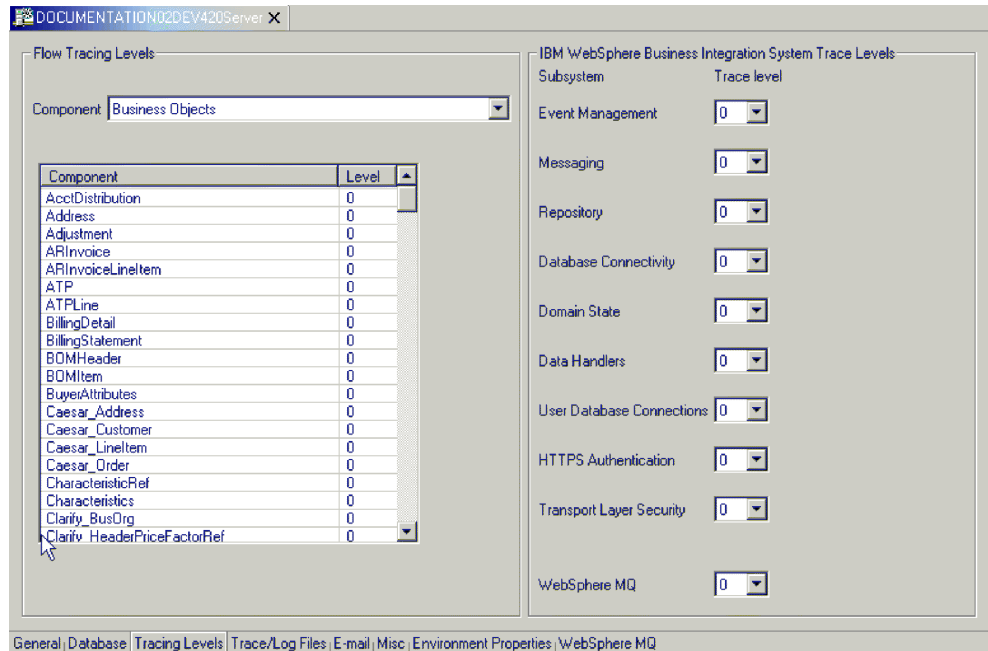 DOCUMENTATION02DEV420Server X
Flow Tracing Levels
Component Business Objects
Component Level
AcctDistribution 0
Address 0
Adjustment 0
ARInvoice 0
ARInvoiceLineItem 0
ATP 0
ATPLine 0
BillingDetail 0
BillingStatement 0
BOMHeader 0
BOMItem 0
BuyerAttributes 0
Caesar_Address 0
Caesar_Customer 0
Caesar_LineItem 0
Caesar_Order 0
CharacteristicRef 0
Characteristics 0
Clarify_BusOrg 0
Clarify_HeaderPriceFactorRef 0
IBM WebSphere Business Integration System Trace Levels
Subsystem Trace level
Event Management 0
Messaging 0
Repository 0
Database Connectivity 0
Domain State 0
Data Handlers 0
User Database Connections 0
HTTPS Authentication 0
Transport Layer Security 0
WebSphere MQ 0
General Database Tracing Levels Trace/Log Files E-mail Misc Environment Properties WebSphere MQ